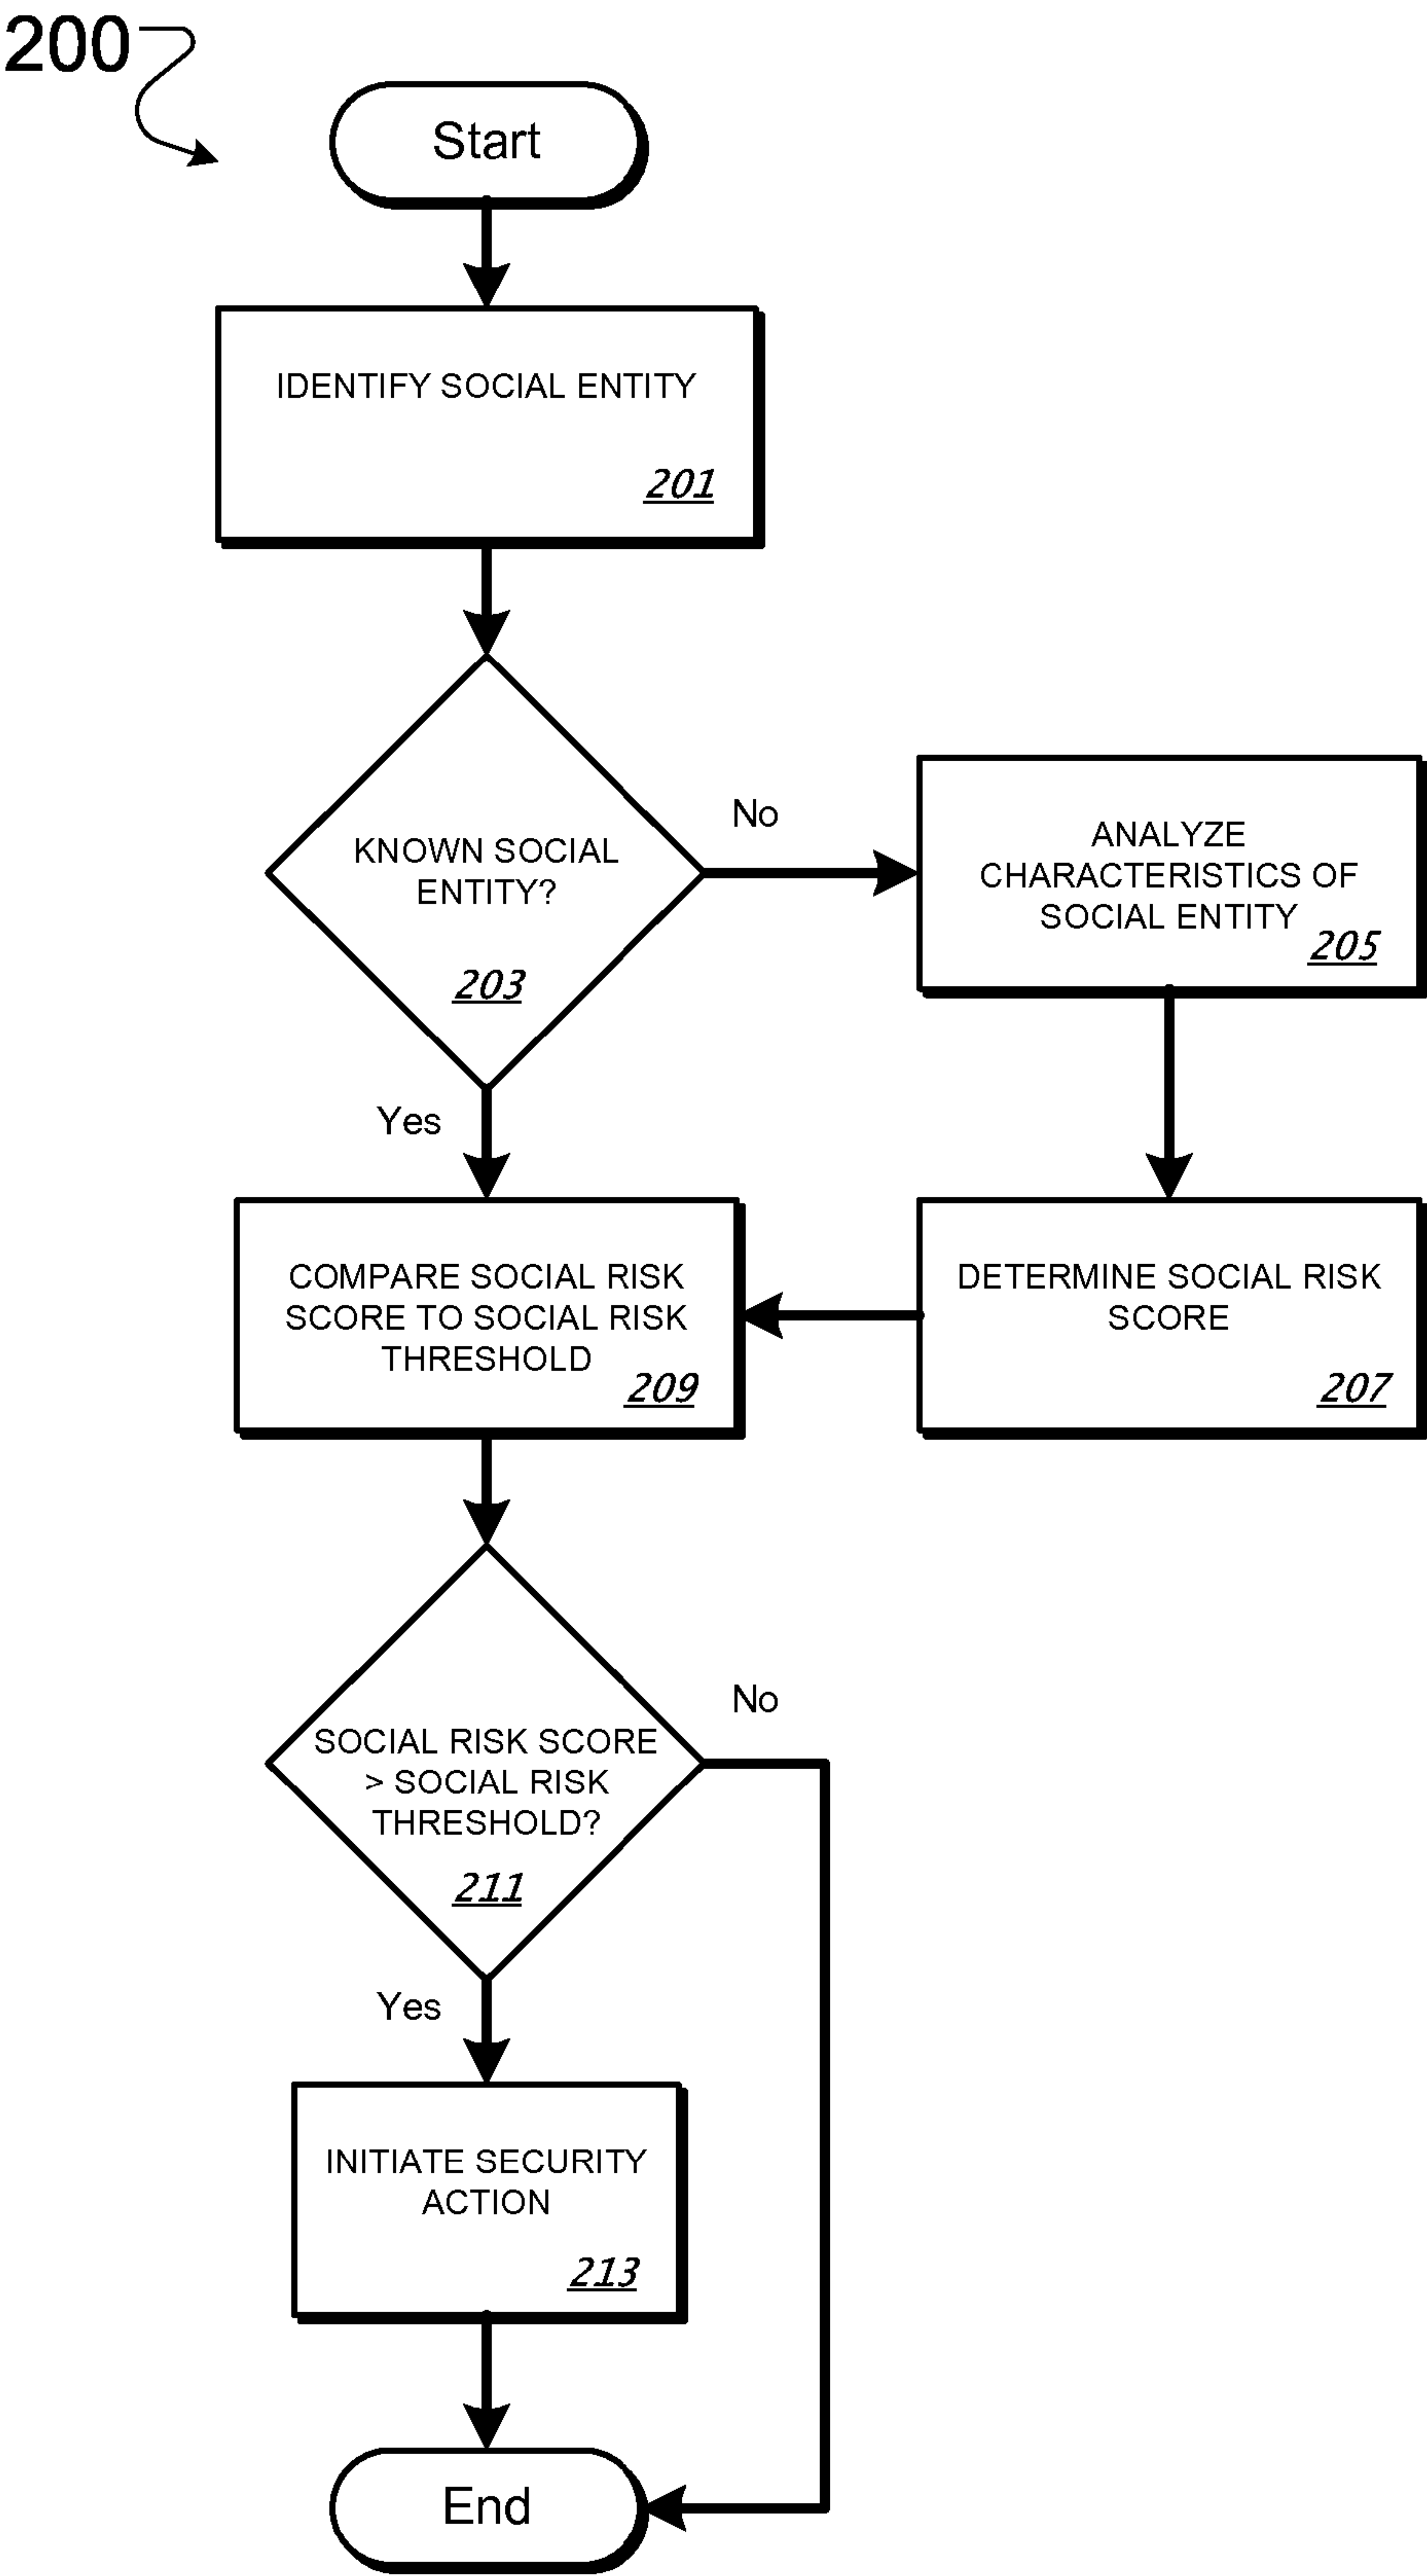 200
Start
IDENTIFY SOCIAL ENTITY
201
KNOWN SOCIAL
ENTITY?
203
No
ANALYZE
CHARACTERISTICS OF
SOCIAL ENTITY
205
Yes
COMPARE SOCIAL RISK
SCORE TO SOCIAL RISK
THRESHOLD
209
DETERMINE SOCIAL RISK
SCORE
207
SOCIAL RISK SCORE
> SOCIAL RISK
THRESHOLD?
211
No
Yes
INITIATE SECURITY
ACTION
213
End